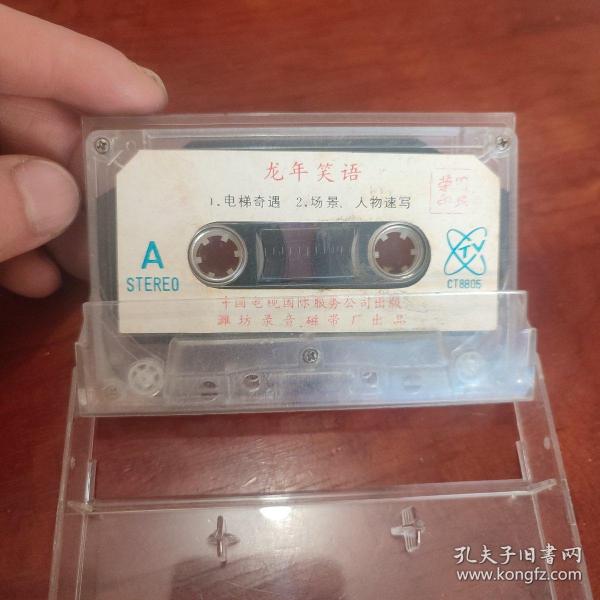 龙年笑语
1.电梯奇遇 2.场景、人物速写
A
STEREO
CT8805
中国电视国际服务公司出版
潍坊录音磁带厂出品
孔夫子旧书网
www.kongfz.com